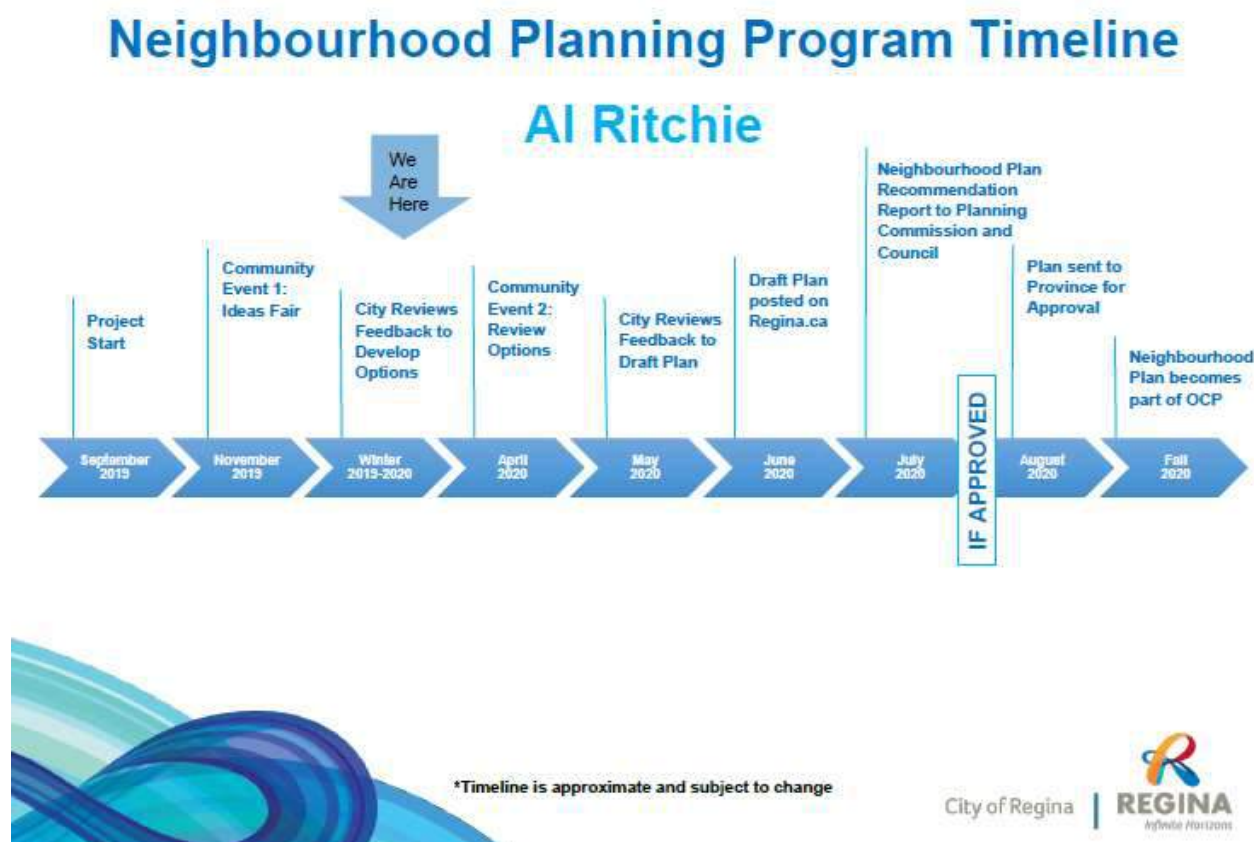 Neighbourhood Planning Program Timeline
Al Ritchie
We
Are
Here
Project
Start
Community
Event 1:
Ideas Fair
City Reviews
Feedback to
Develop
Options
Community
Event 2:
Review
Options
City Reviews
Feedback to
Draft Plan
Draft Plan
posted on
Regina.ca
Neighbourhood Plan
Recommendation
Report to Planning
Commission and
Council
Plan sent to
Province for
Approval
Neighbourhood
Plan becomes
part of OCP
September
2019
November
2019
Winter
2019-2020
April
2020
May
2020
June
2020
July
2020
IF APPROVED
August
2020
Fall
2020
*Timeline is approximate and subject to change
City of Regina
REGINA
Infinite Horizons